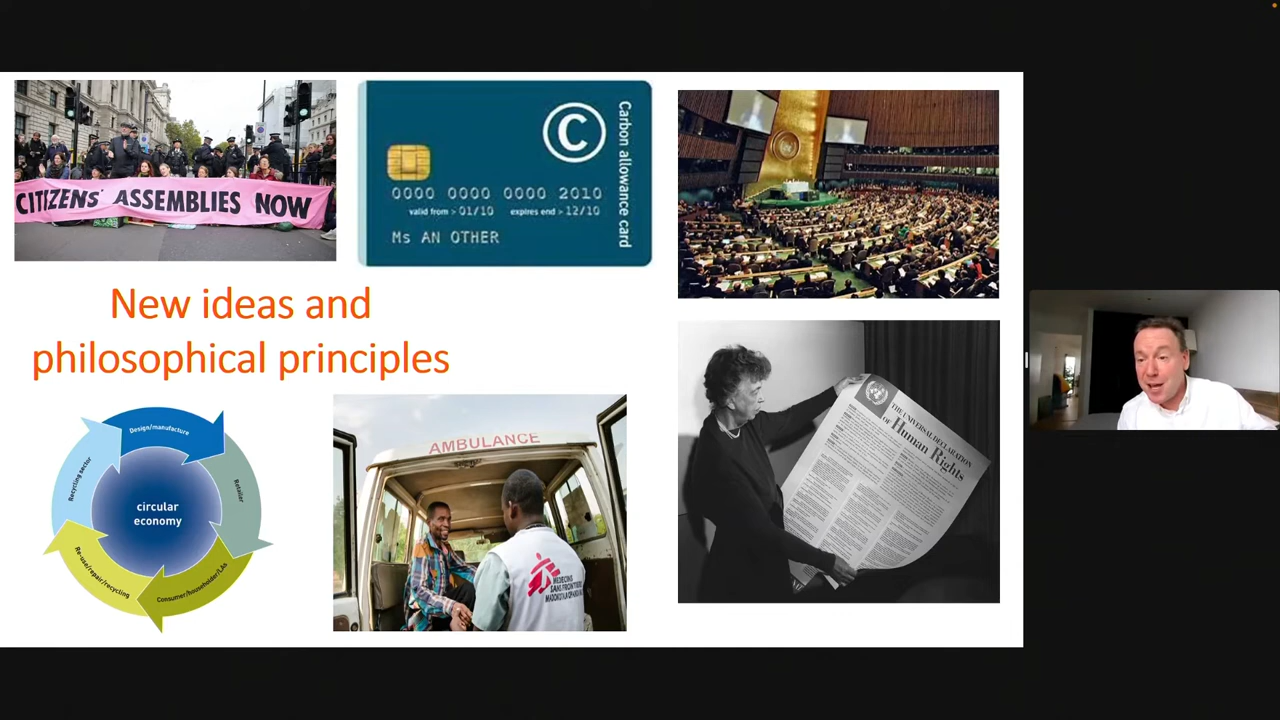 CITIZENS' ASSEMBLIES NOW
C
Carbon allowance card
0000 0000 0000 2010
valid from > 01/10 expires end > 12/10
Ms AN OTHER
New ideas and
philosophical principles
Design/manufacture
Retailer
Consumer/householder/LAs
Re-use/repair/recycling
Recycling sector
circular
economy
AMBULANCE
MEDECINS
SANS FRONTIERES
THE UNIVERSAL DECLARATION
OF Human Rights